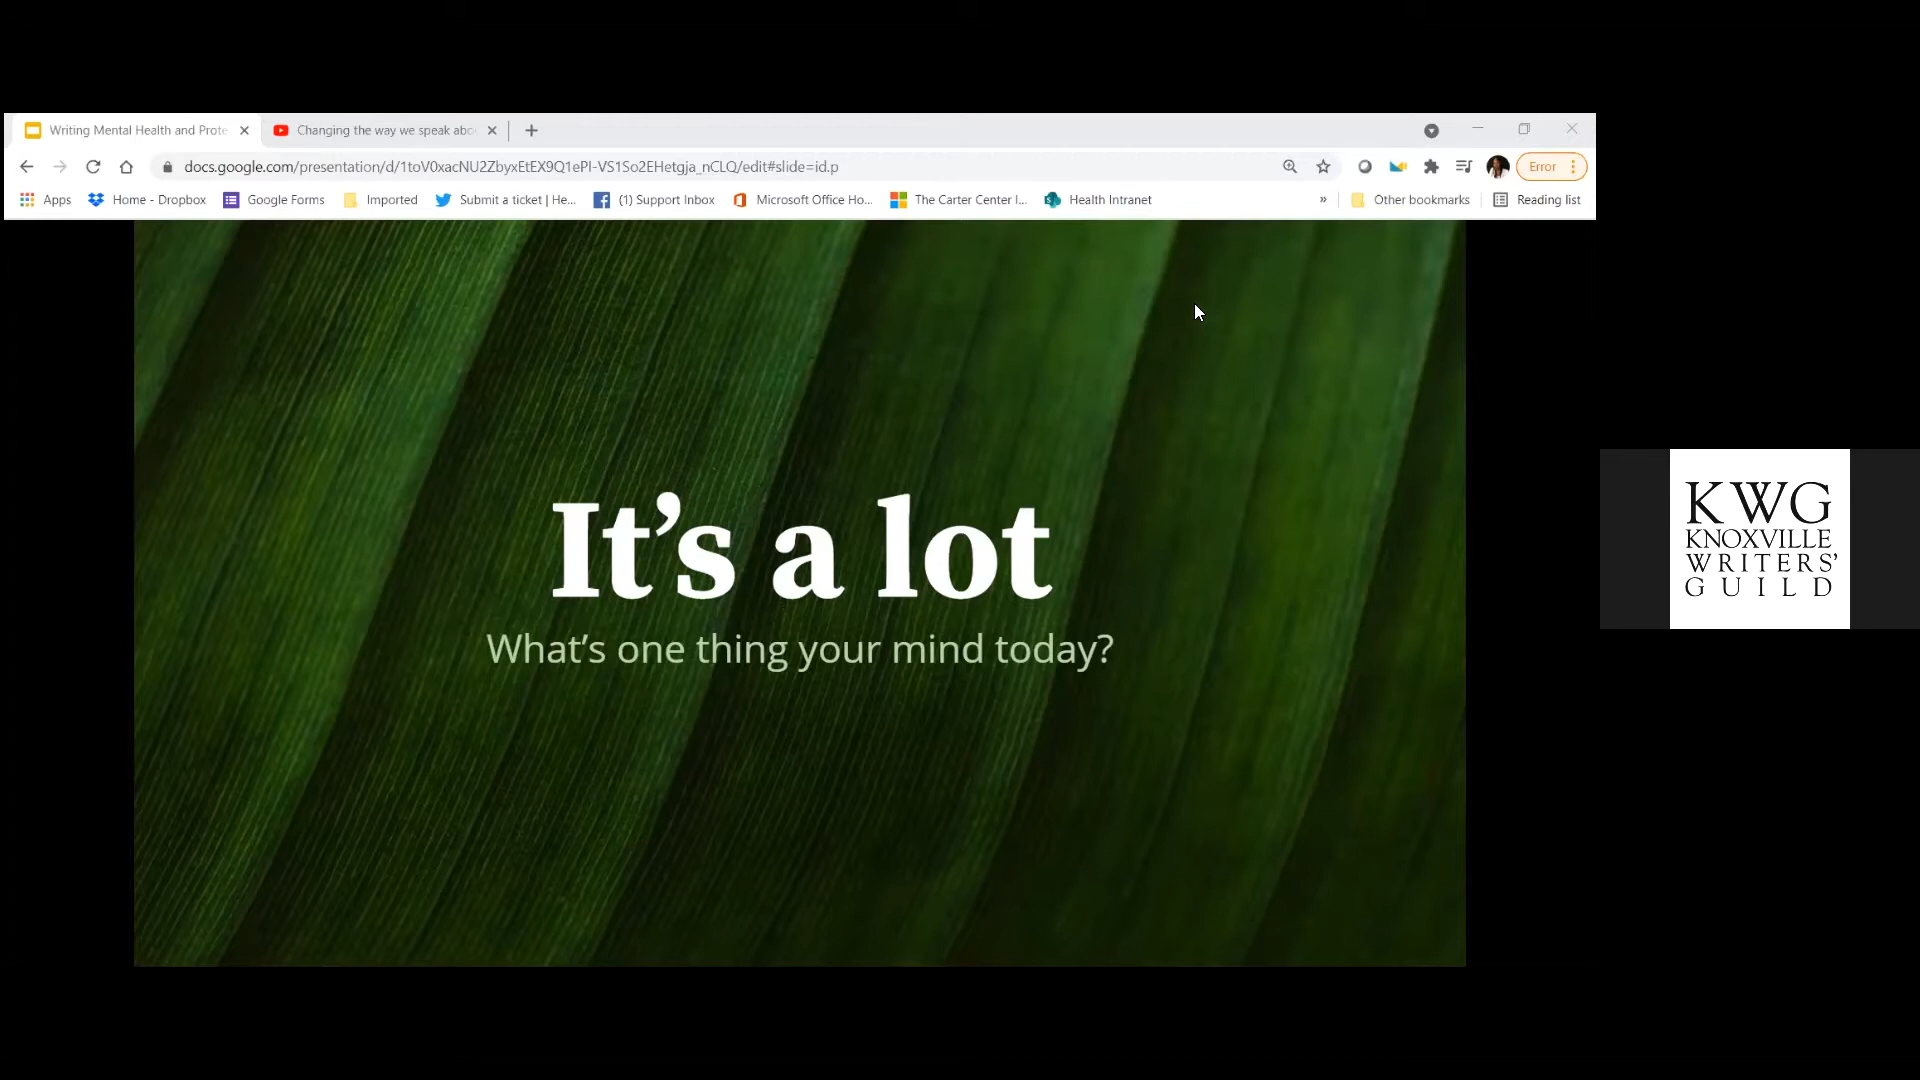 Writing Mental Health and Prote
Changing the way we speak abo
docs.google.com/presentation/d/1toV0xacNU2ZbyxEtEX9Q1ePI-VS1So2EHetgja_nCLQ/edit#slide=id.p
Error
Apps
Home - Dropbox
Google Forms
Imported
Submit a ticket | He...
(1) Support Inbox
Microsoft Office Ho...
The Carter Center I...
Health Intranet
»
Other bookmarks
Reading list
It’s a lot
What’s one thing your mind today?
KWG
KNOXVILLE
WRITERS’
GUILD